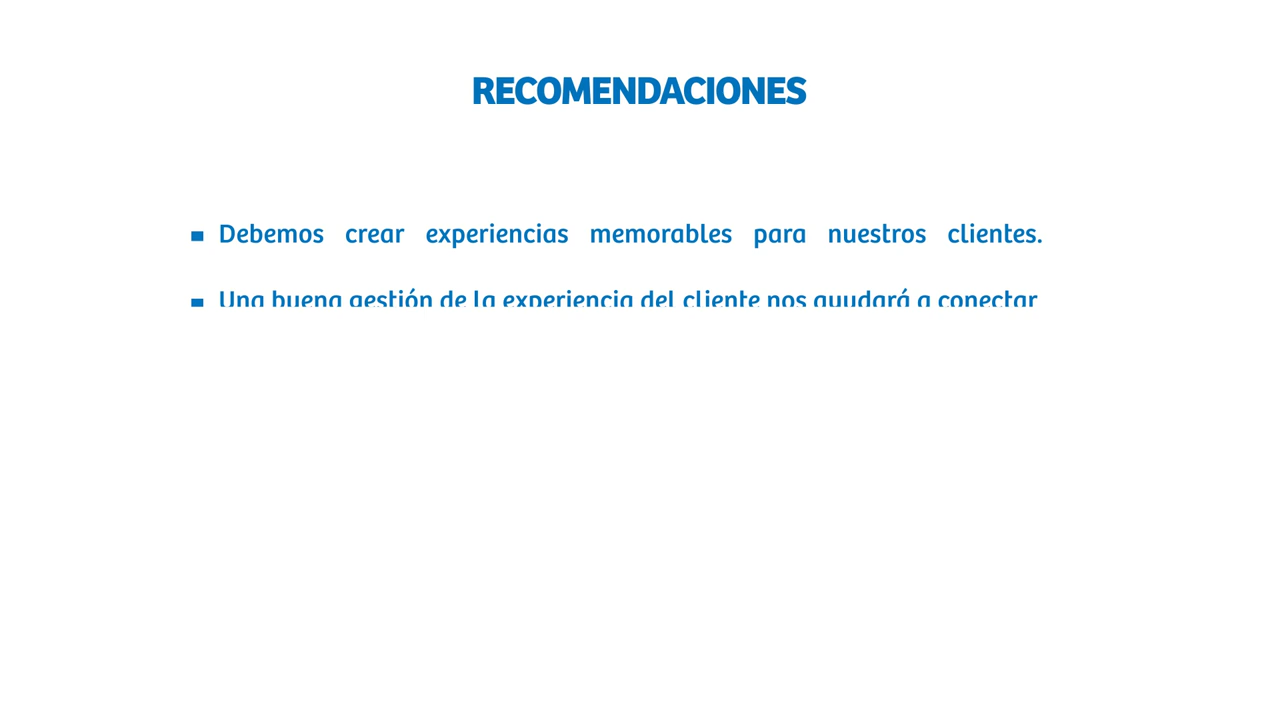 RECOMENDACIONES
Debemos crear experiencias memorables para nuestros clientes.
Una buena gestión de la experiencia del cliente nos ayudará a conectar